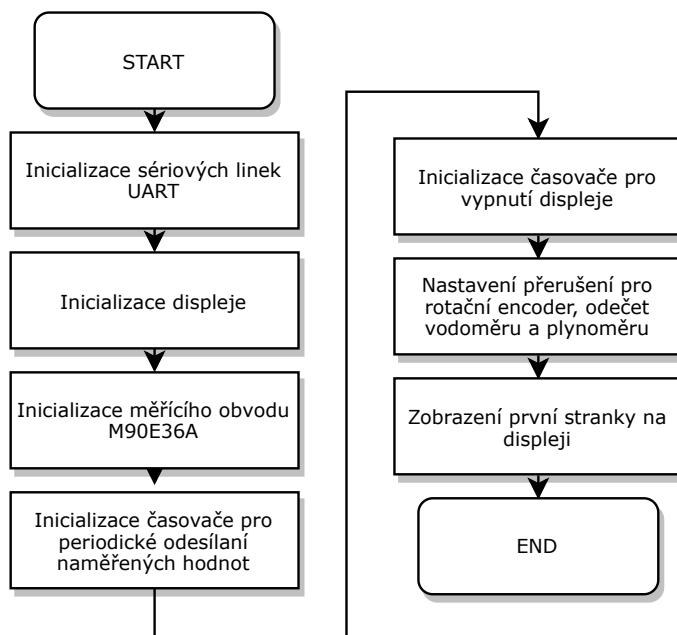 START
Inicializace sériových linek
UART
Inicializace displeje
Inicializace měřícího obvodu
M90E36A
Inicializace časovače pro
periodické odesílaní
naměřených hodnot
Inicializace časovače pro
vypnutí displeje
Nastavení přerušení pro
rotační encoder, odečet
vodoměru a plynoměru
Zobrazení první stranky na
displeji
END